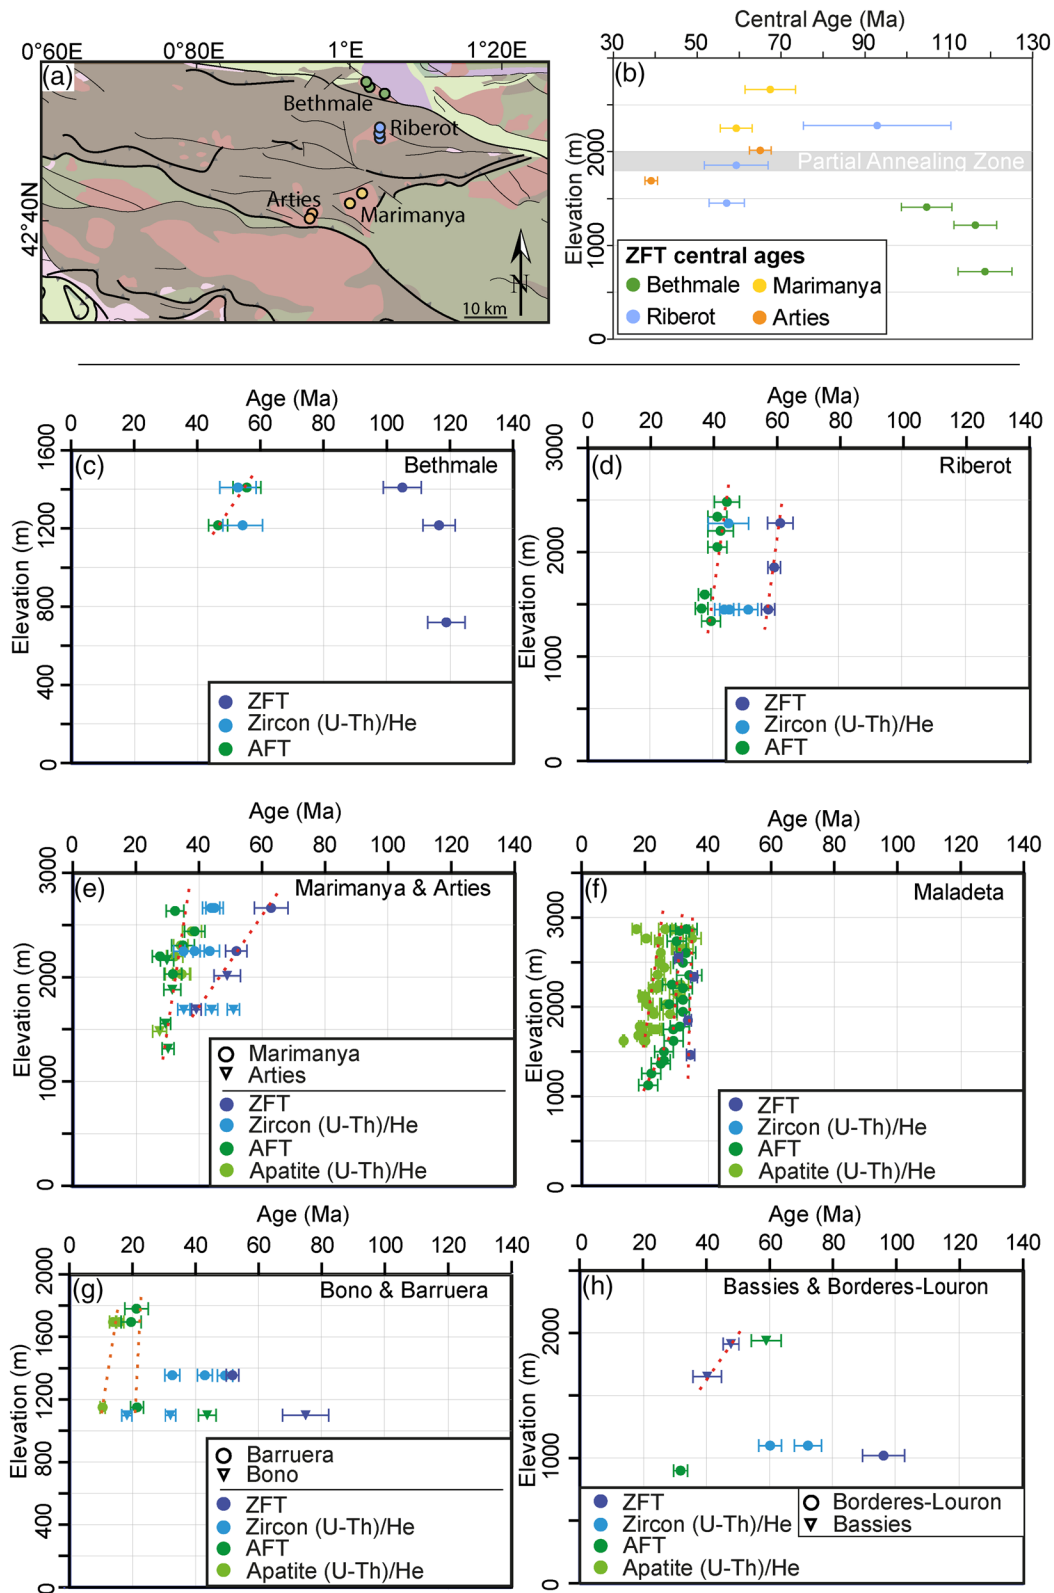 0°60E 0°80E 1°E 1°20E
(a)
Bethmale
Riberot
Arties
Marimanya
42°40N
N
10 km
Central Age (Ma)
30 50 70 90 110 130
(b)
Elevation (m)
2000
1000
0
Partial Annealing Zone
ZFT central ages
Bethmale Marimanya
Riberot Arties
Age (Ma)
0 20 40 60 80 100 120 140
(c)
Bethmale
Elevation (m)
1600
1200
800
400
0
ZFT
Zircon (U-Th)/He
AFT
Age (Ma)
0 20 40 60 80 100 120 140
(d)
Riberot
Elevation (m)
3000
2000
1000
0
ZFT
Zircon (U-Th)/He
AFT
Age (Ma)
0 20 40 60 80 100 120 140
(e)
Marimanya & Arties
Elevation (m)
3000
2000
1000
0
Marimanya
Arties
ZFT
Zircon (U-Th)/He
AFT
Apatite (U-Th)/He
Age (Ma)
0 20 40 60 80 100 120 140
(f)
Maladeta
Elevation (m)
3000
2000
1000
0
ZFT
Zircon (U-Th)/He
AFT
Apatite (U-Th)/He
Age (Ma)
0 20 40 60 80 100 120 140
(g)
Bono & Barruera
Elevation (m)
2000
1600
1200
800
400
0
Barruera
Bono
ZFT
Zircon (U-Th)/He
AFT
Apatite (U-Th)/He
Age (Ma)
0 20 40 60 80 100 120 140
(h)
Bassies & Borderes-Louron
Elevation (m)
2000
1000
0
ZFT
Zircon (U-Th)/He
AFT
Apatite (U-Th)/He
Borderes-Louron
Bassies